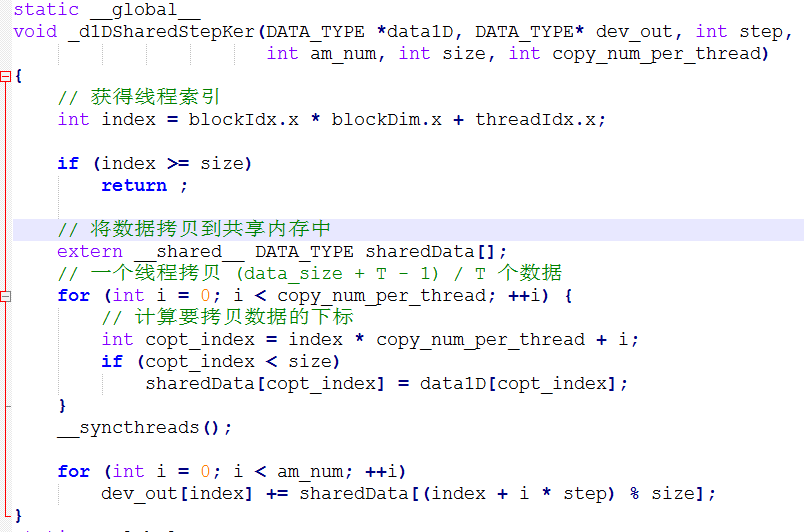 static __global__
void _d1DSharedStepKer(DATA_TYPE *data1D, DATA_TYPE* dev_out, int step,
int am_num, int size, int copy_num_per_thread)
{
// 获得线程索引
int index = blockIdx.x * blockDim.x + threadIdx.x;
if (index >= size)
return ;
// 将数据拷贝到共享内存中
extern __shared__ DATA_TYPE sharedData[];
// 一个线程拷贝 (data_size + T - 1) / T 个数据
for (int i = 0; i < copy_num_per_thread; ++i) {
// 计算要拷贝数据的下标
int copt_index = index * copy_num_per_thread + i;
if (copt_index < size)
sharedData[copt_index] = data1D[copt_index];
}
__syncthreads();
for (int i = 0; i < am_num; ++i)
dev_out[index] += sharedData[(index + i * step) % size];
}